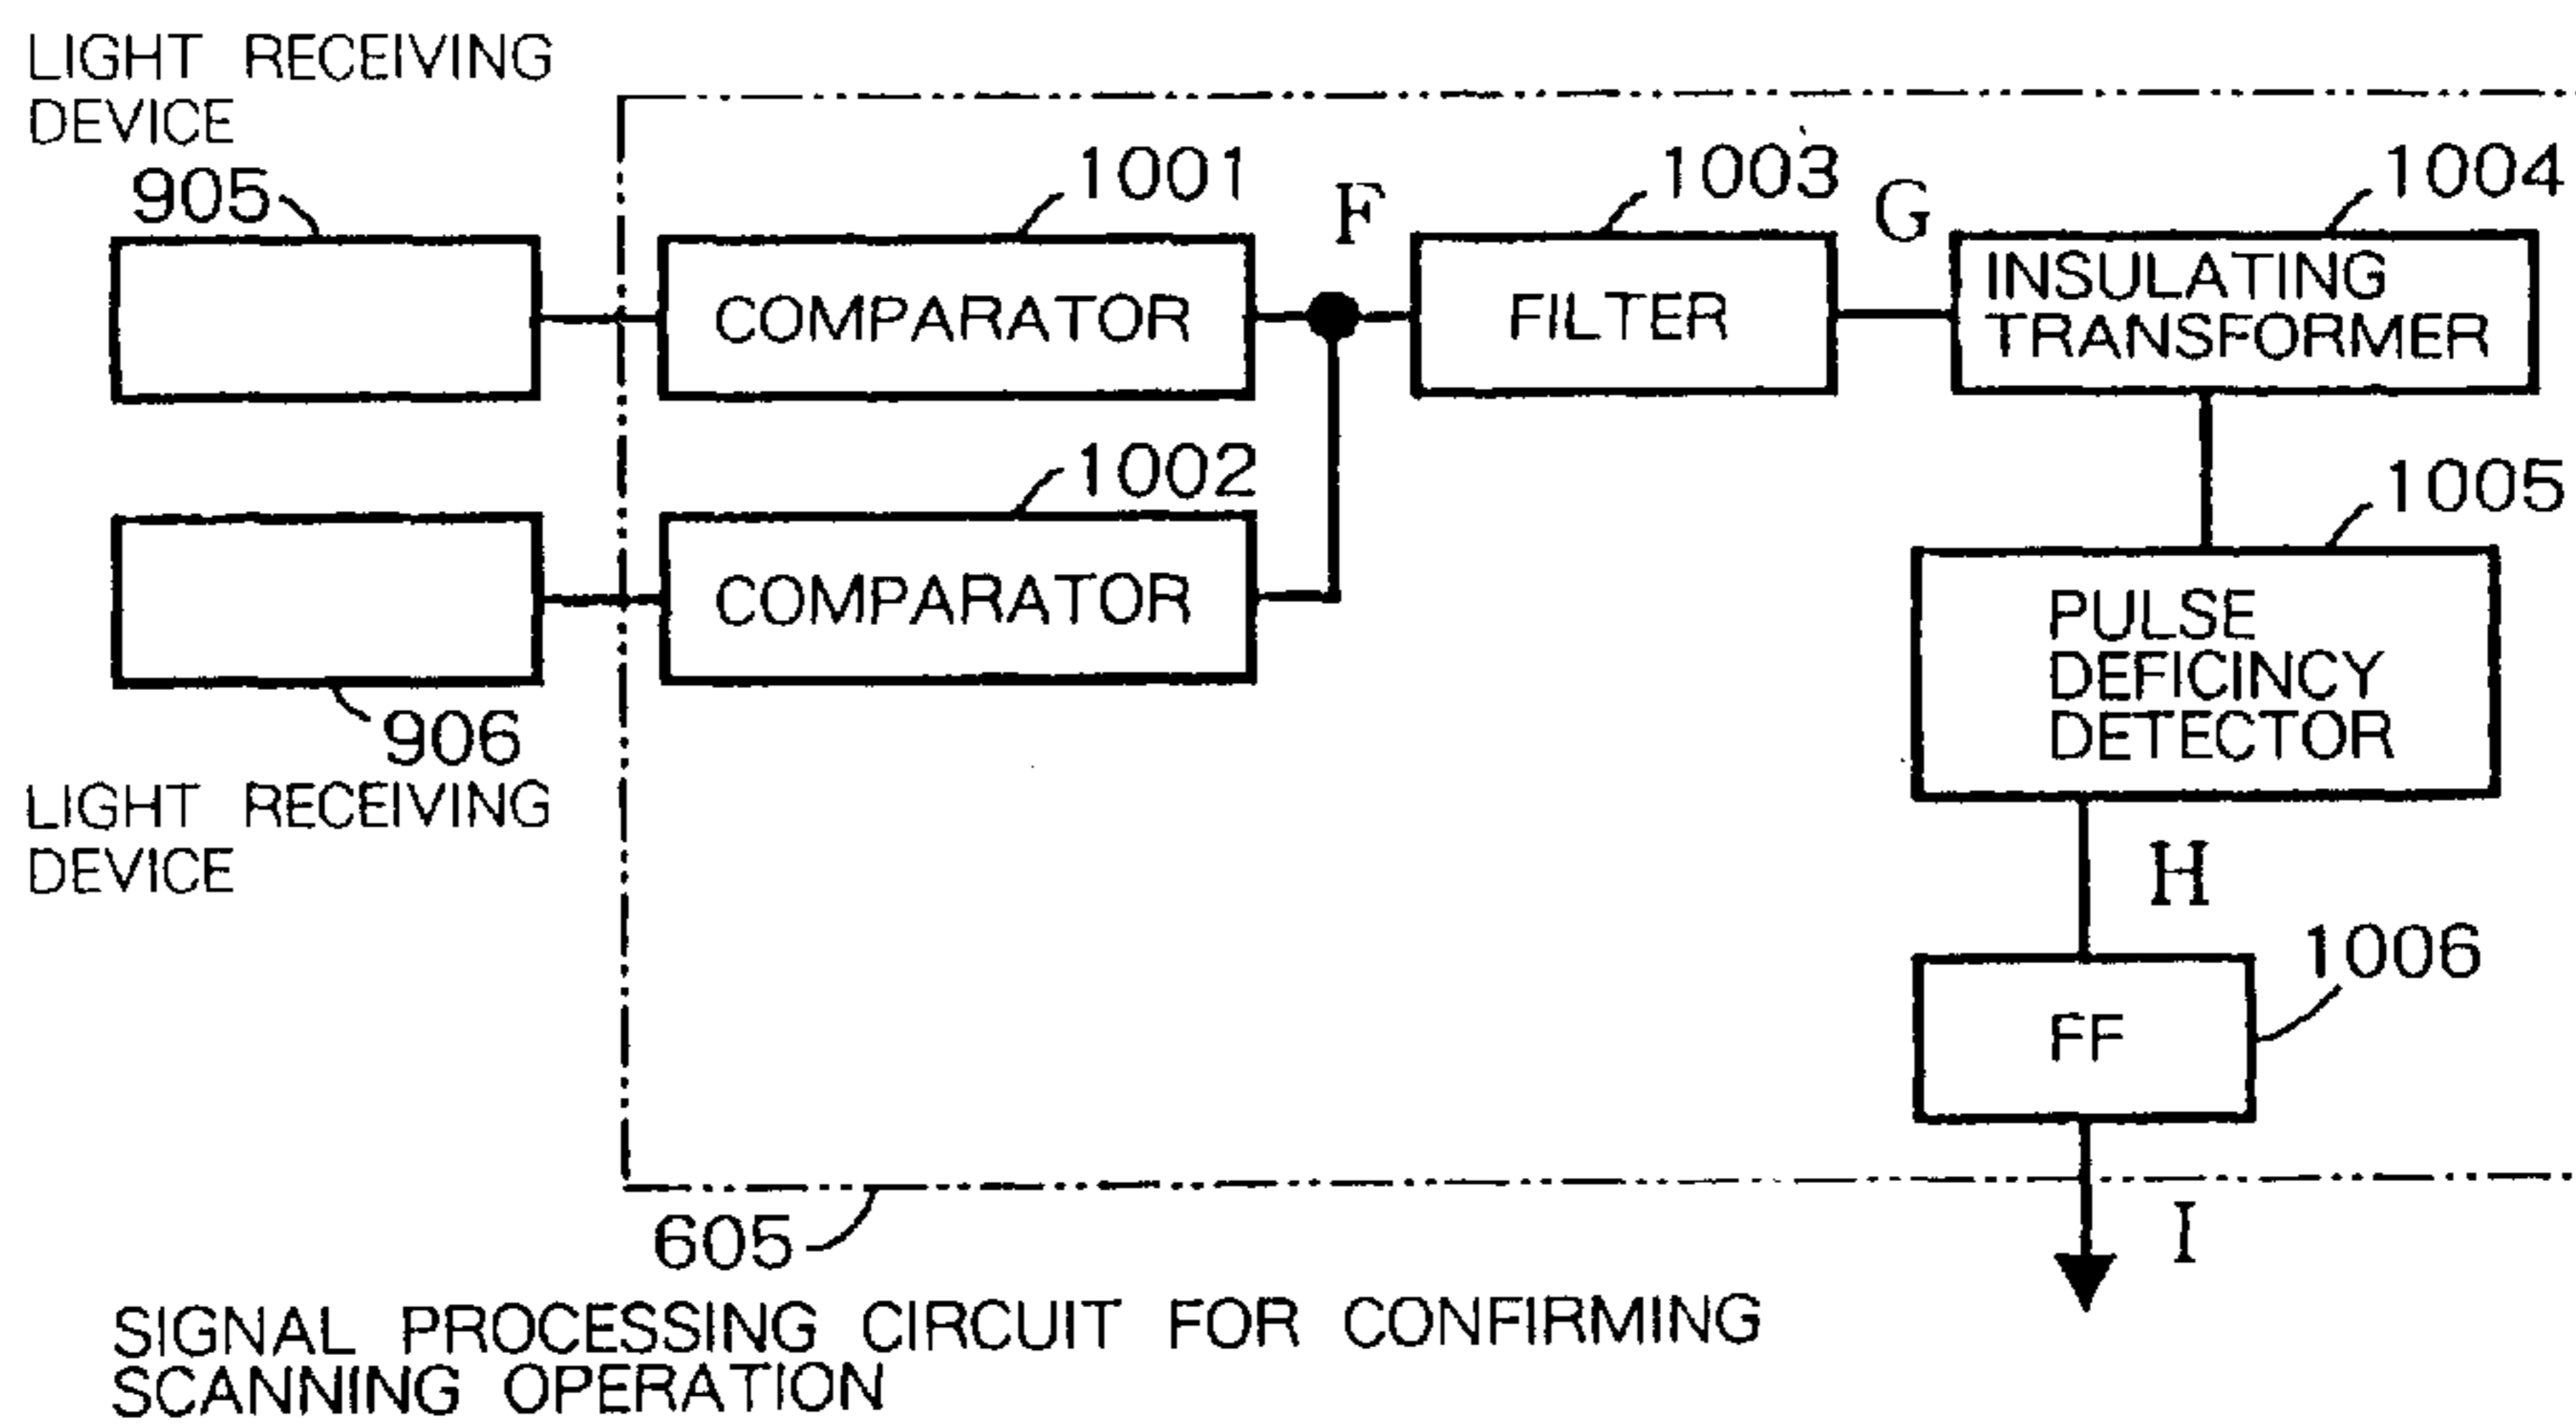 LIGHT RECEIVING
DEVICE
905
1001
F
1003
G
1004
COMPARATOR
FILTER
INSULATING
TRANSFORMER
1002
1005
COMPARATOR
PULSE
DEFICINCY
DETECTOR
906
LIGHT RECEIVING
DEVICE
H
1006
FF
605
I
SIGNAL PROCESSING CIRCUIT FOR CONFIRMING
SCANNING OPERATION